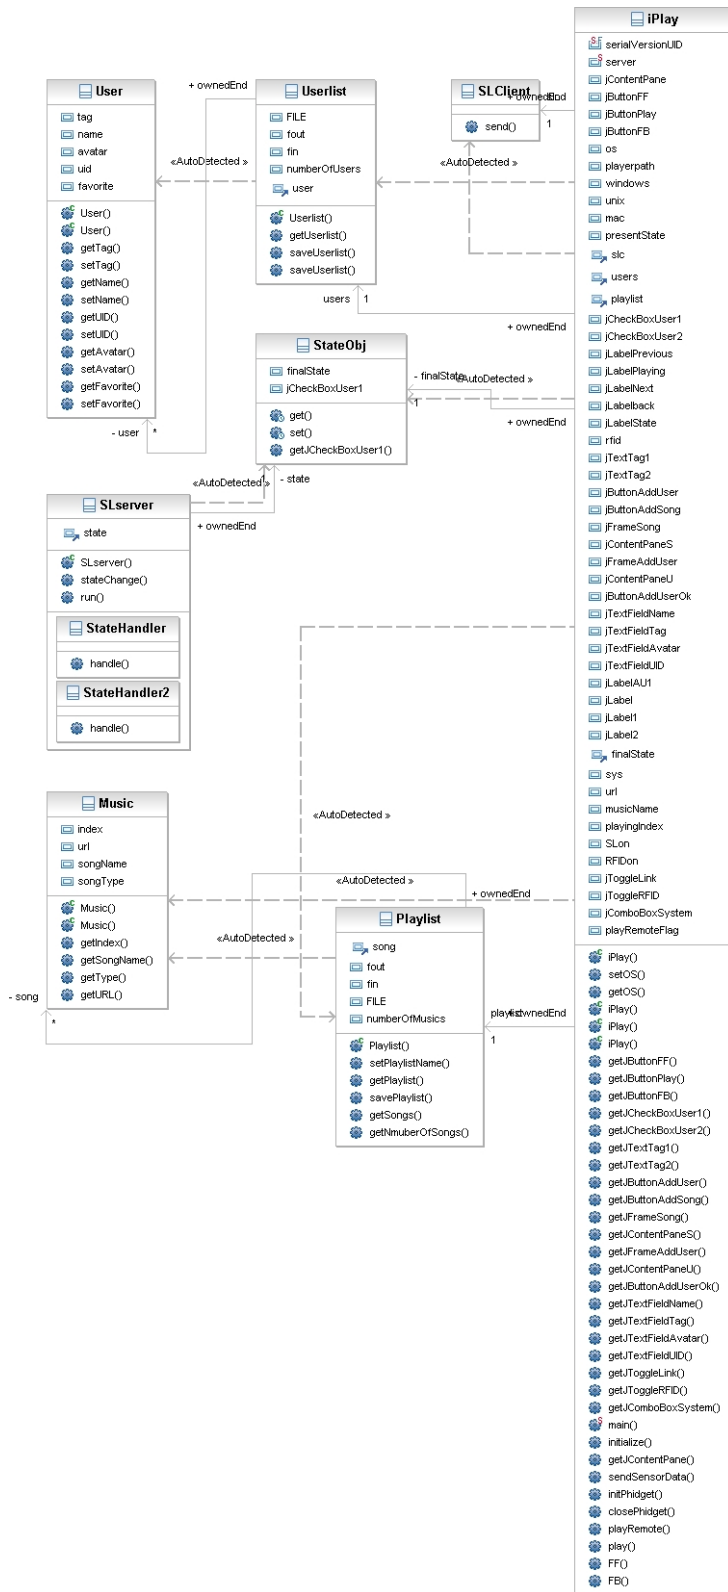 iPlay
serialVersionUID
server
jContentPane
jButtonFF
jButtonPlay
jButtonFB
os
playerpath
windows
unix
mac
presentState
slc
users
playlist
jCheckBoxUser1
jCheckBoxUser2
jLabelPrevious
jLabelPlaying
jLabelNext
jLabelback
jLabelState
rfid
jTextTag1
jTextTag2
jButtonAddUser
jButtonAddSong
jFrameSong
jContentPaneS
jFrameAddUser
jContentPaneU
jButtonAddUserOk
jTextFieldName
jTextFieldTag
jTextFieldAvatar
jTextFieldUID
jLabelAU1
jLabel
jLabel1
jLabel2
finalState
sys
url
musicName
playingIndex
SLon
RFIDon
jToggleLink
jToggleRFID
jComboBoxSystem
playRemoteFlag
iPlay()
setOS()
getOS()
iPlay()
iPlay()
iPlay()
getJButtonFF()
getJButtonPlay()
getJButtonFB()
getJCheckBoxUser1()
getJCheckBoxUser2()
getJTextTag1()
getJTextTag2()
getJButtonAddUser()
getJButtonAddSong()
getJFrameSong()
getJContentPaneS()
getJFrameAddUser()
getJContentPaneU()
getJButtonAddUserOk()
getJTextFieldName()
getJTextFieldTag()
getJTextFieldAvatar()
getJTextFieldUID()
getJToggleLink()
getJToggleRFID()
getJComboBoxSystem()
main()
initialize()
getJContentPane()
sendSensorData()
initPhidget()
closePhidget()
playRemote()
play()
FF()
FB()
User
tag
name
avatar
uid
favorite
User()
User()
getTag()
setTag()
getName()
setName()
getUID()
setUID()
getAvatar()
setAvatar()
getFavorite()
setFavorite()
+ ownedEnd
«AutoDetected »
- user
*
Userlist
FILE
fout
fin
numberOfUsers
user
Userlist()
getUserlist()
saveUserlist()
saveUserlist()
SLClient
send()
+ ownedEnd
1
«AutoDetected »
users
1
+ ownedEnd
StateObj
finalState
jCheckBoxUser1
get()
set()
getJCheckBoxUser1()
- finalState
«AutoDetected »
1
+ ownedEnd
«AutoDetected »
1
- state
+ ownedEnd
SLserver
state
SLserver()
stateChange()
run()
StateHandler
handle()
StateHandler2
handle()
Music
index
url
songName
songType
Music()
Music()
getIndex()
getSongName()
getType()
getURL()
- song
*
«AutoDetected »
«AutoDetected »
+ ownedEnd
«AutoDetected »
Playlist
song
fout
fin
FILE
numberOfMusics
Playlist()
setPlaylistName()
getPlaylist()
savePlaylist()
getSongs()
getNmuberOfSongs()
playlist
+ ownedEnd
1